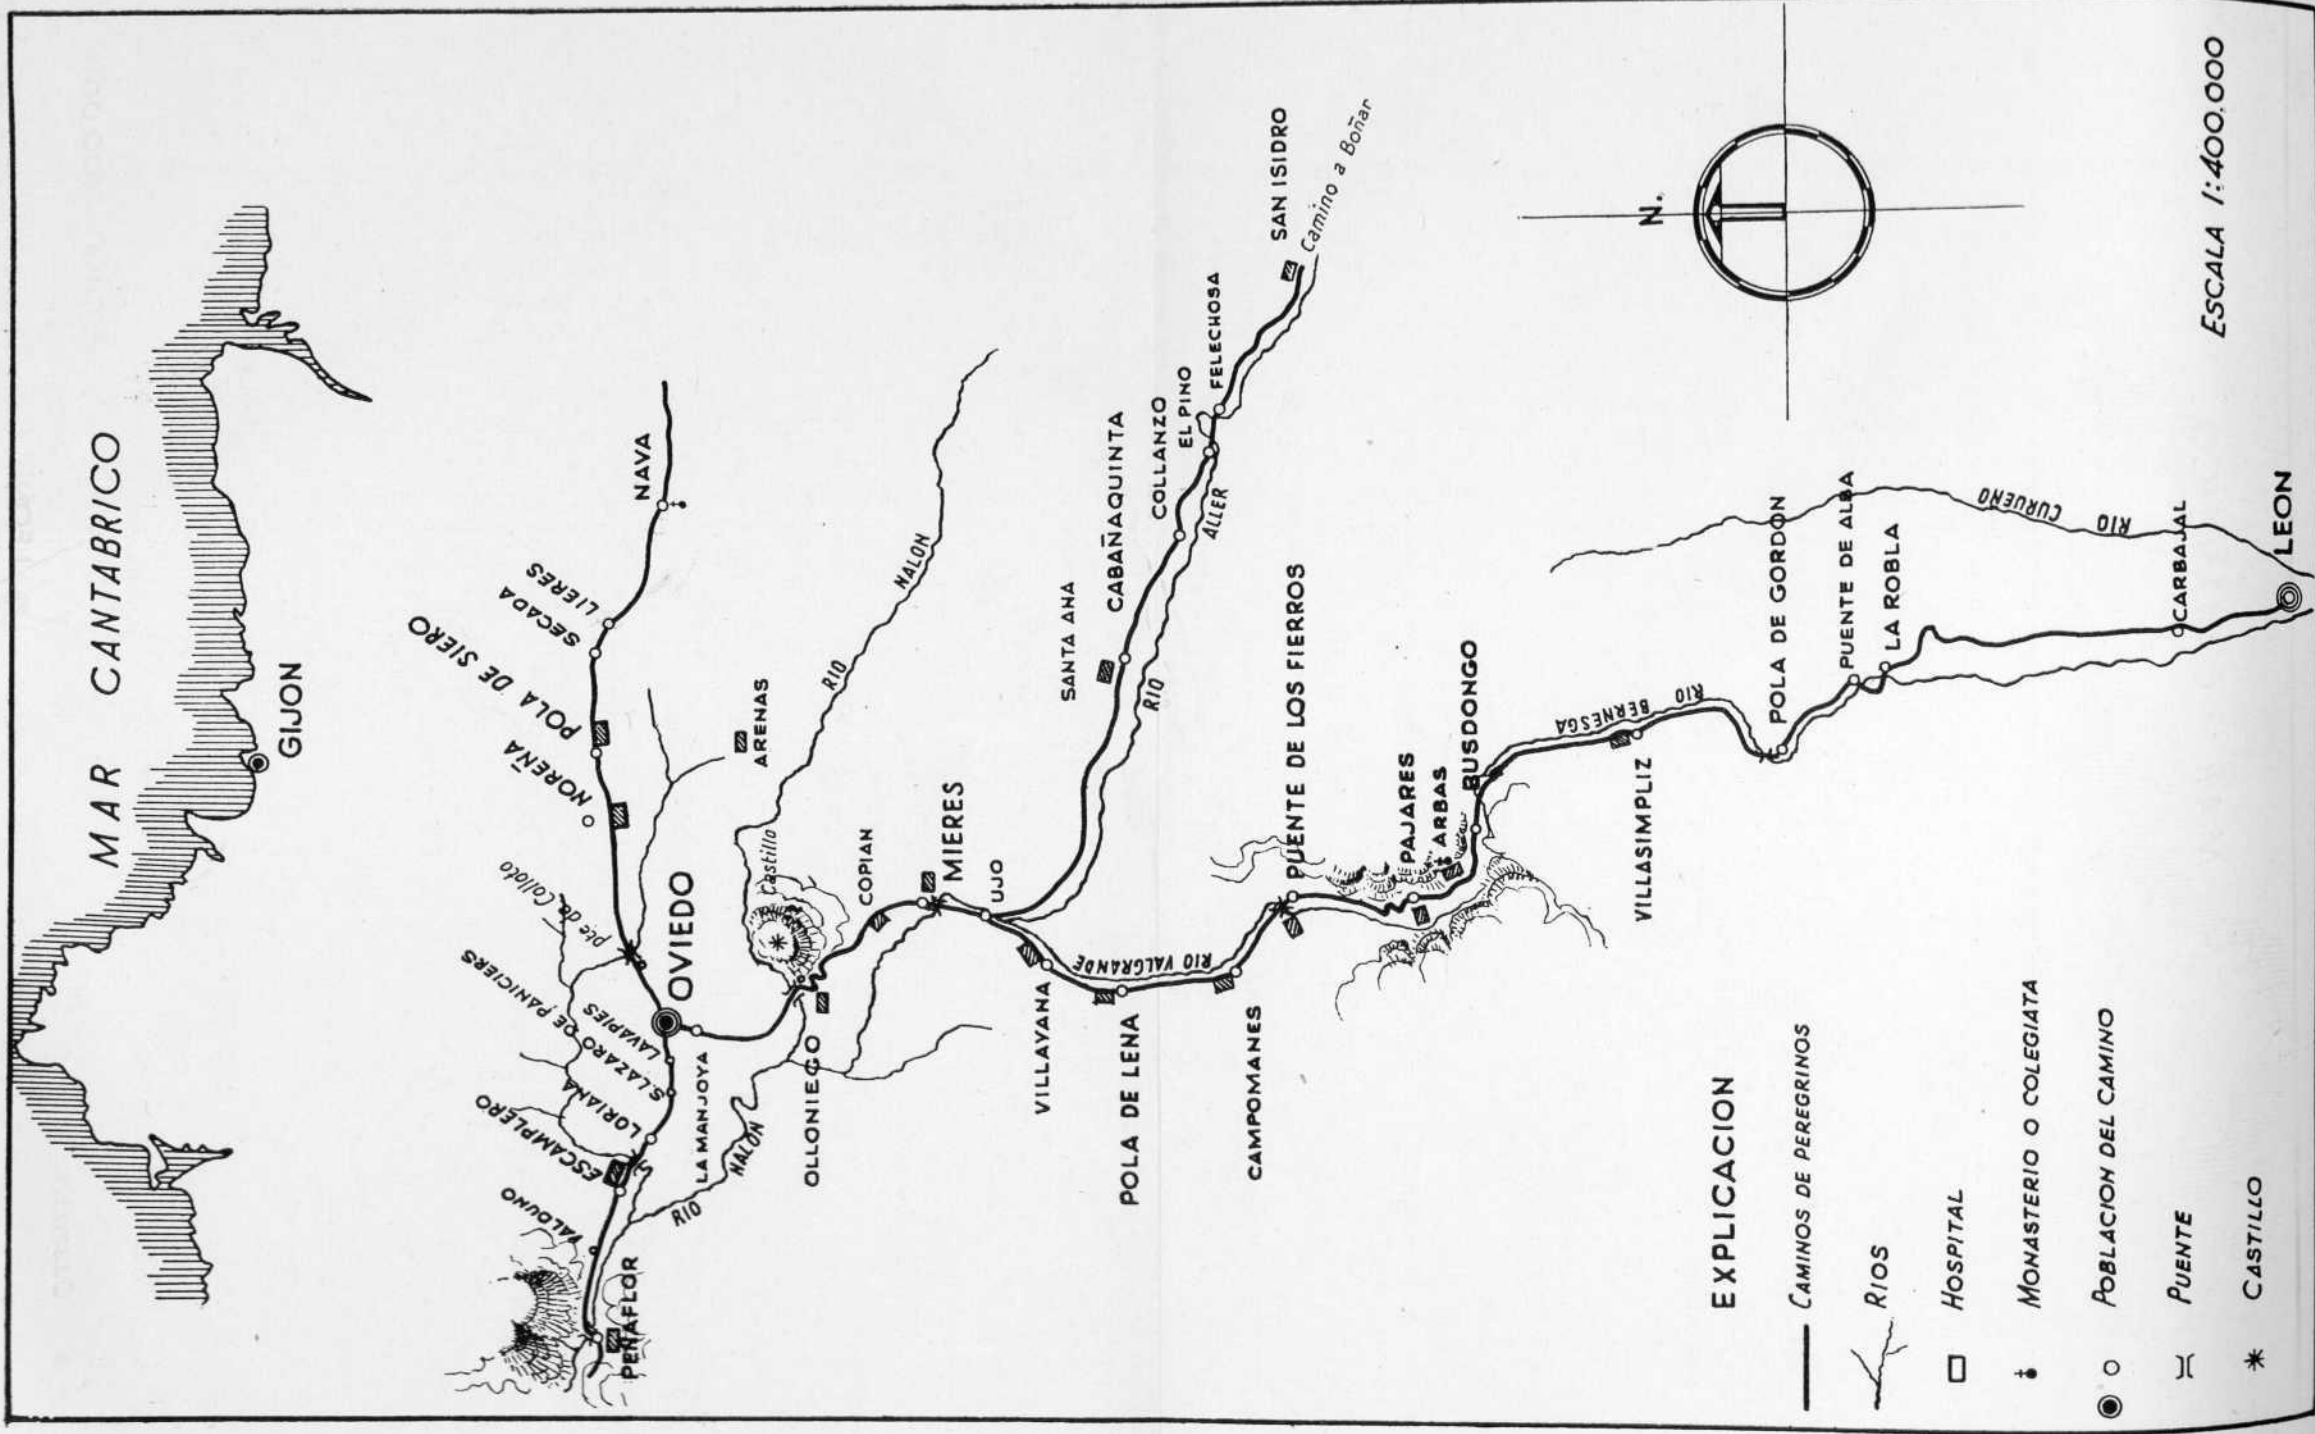 MAR CANTABRICO
GIJON
NAVA
LIERES
SECADA
POLA DE SIERO
NOREÑA
ARENAS
pte de Colloto
OVIEDO
PANICIERS
LAVAPIES
S. LAZARO DE
LORIANA
ESCAMPLERO
VALDUNO
PEÑAFLOR
LA MANJOYA
RIO NALON
RIO NALON
Castillo
OLLONIEGO
COPIAN
MIERES
UJO
SANTA ANA
CABAÑAQUINTA
COLLANZO
EL PINO
FELECHOSA
SAN ISIDRO
Camino a Boñar
RIO ALLER
VILLAYANA
POLA DE LENA
RIO VALGRANDE
CAMPOMANES
PUENTE DE LOS FIERROS
PAJARES
ARBAS
BUSDONGO
RIO BERNESGA
VILLASIMPLIZ
POLA DE GORDON
PUENTE DE ALBA
LA ROBLA
RIO CURUEÑO
CARBAJAL
LEON
N.
ESCALA 1:400.000
EXPLICACION
CAMINOS DE PEREGRINOS
RIOS
HOSPITAL
MONASTERIO O COLEGIATA
POBLACION DEL CAMINO
PUENTE
CASTILLO